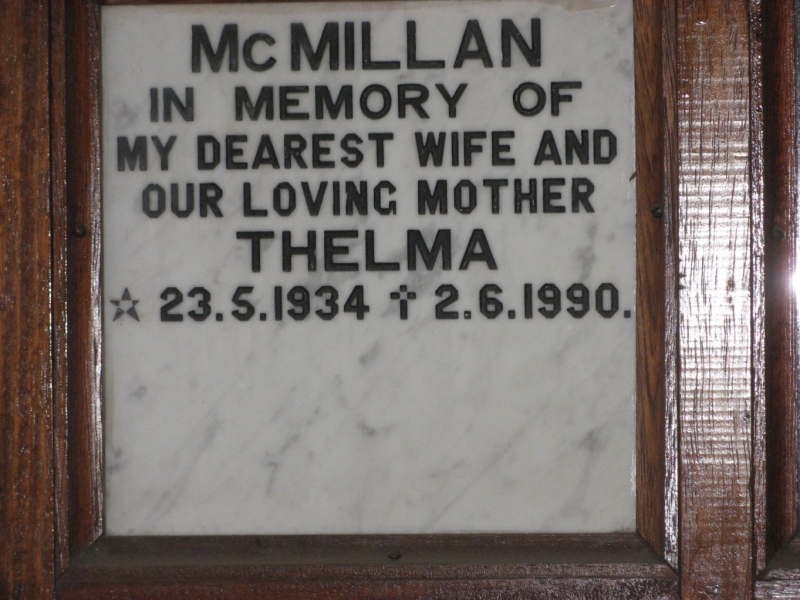 McMILLAN
IN MEMORY OF
MY DEAREST WIFE AND
OUR LOVING MOTHER
THELMA
☆ 23.5.1934 ✝ 2.6.1990.